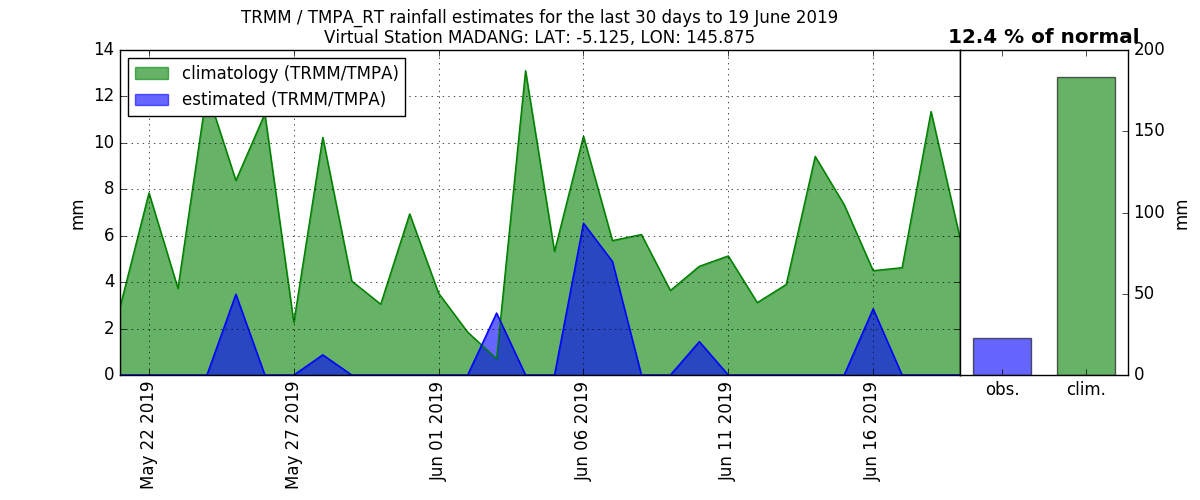 TRMM / TMPA_RT rainfall estimates for the last 30 days to 19 June 2019
Virtual Station MADANG: LAT: -5.125, LON: 145.875
12.4 % of normal
climatology (TRMM/TMPA)
estimated (TRMM/TMPA)
14
12
10
8
6
4
2
0
mm
May 22 2019
May 27 2019
Jun 01 2019
Jun 06 2019
Jun 11 2019
Jun 16 2019
obs.
clim.
200
150
100
50
0
mm